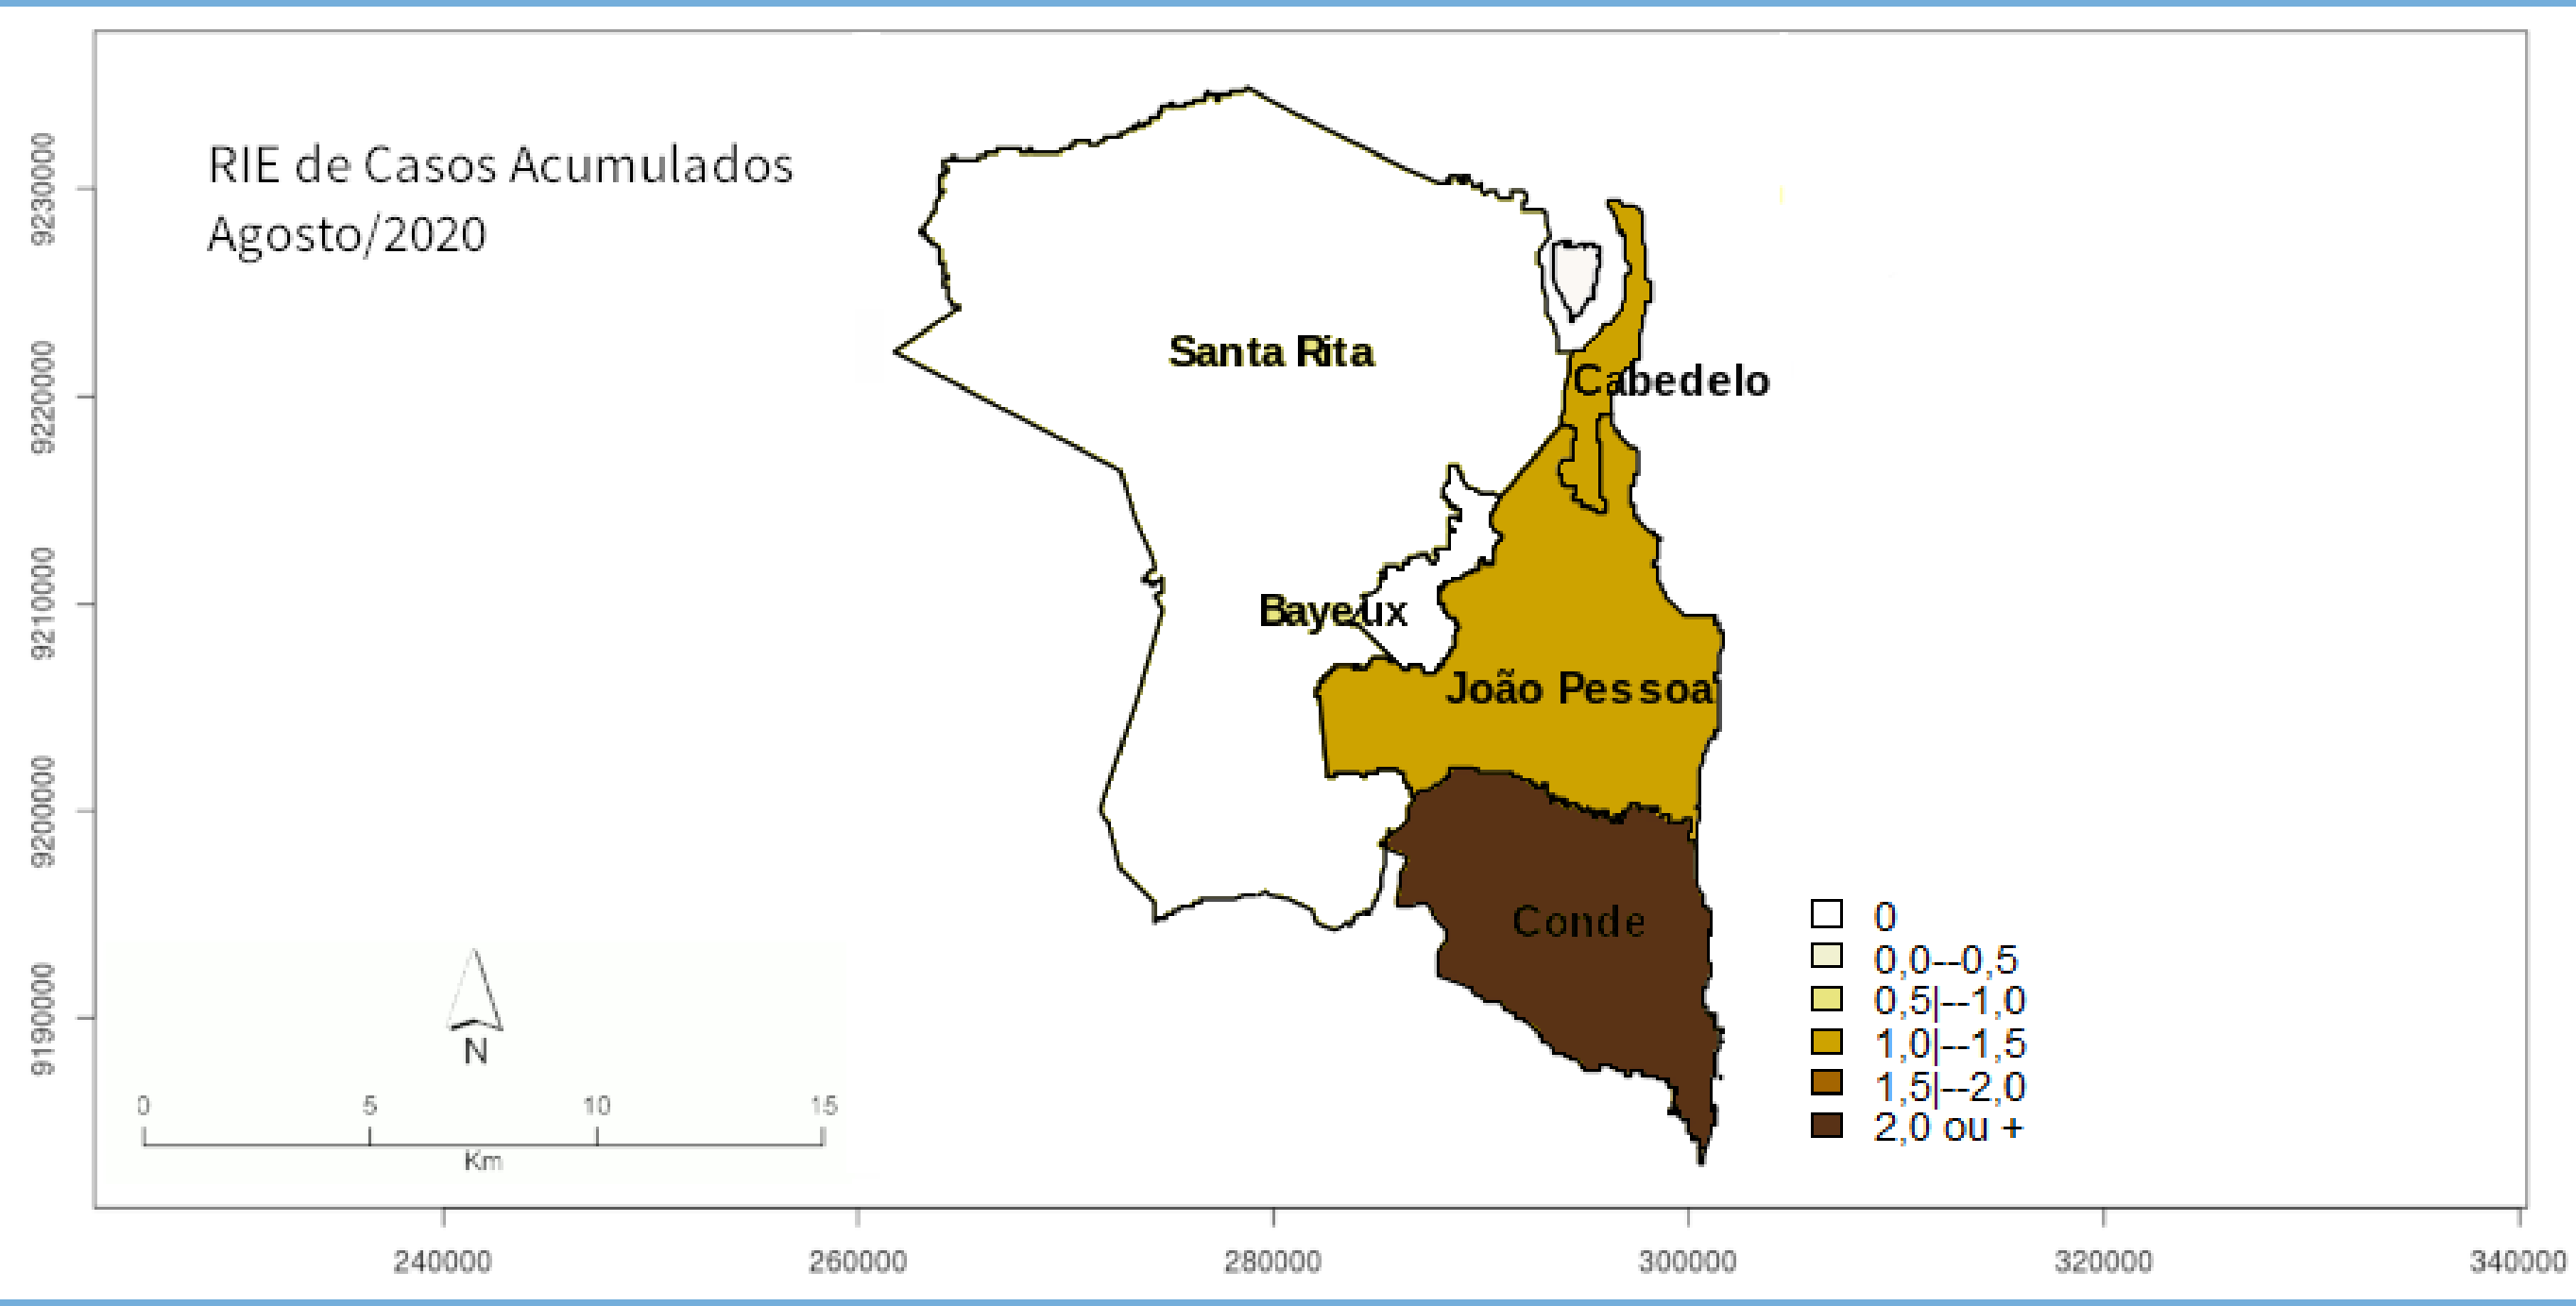 RIE de Casos Acumulados
Agosto/2020
9230000
9220000
9210000
9200000
9190000
Santa Rita
Cabedelo
Bayeux
João Pessoa
Conde
0
0,0--0,5
0,5|--1,0
1,0|--1,5
1,5|--2,0
2,0 ou +
N
0 5 10 15
Km
240000 260000 280000 300000 320000 340000